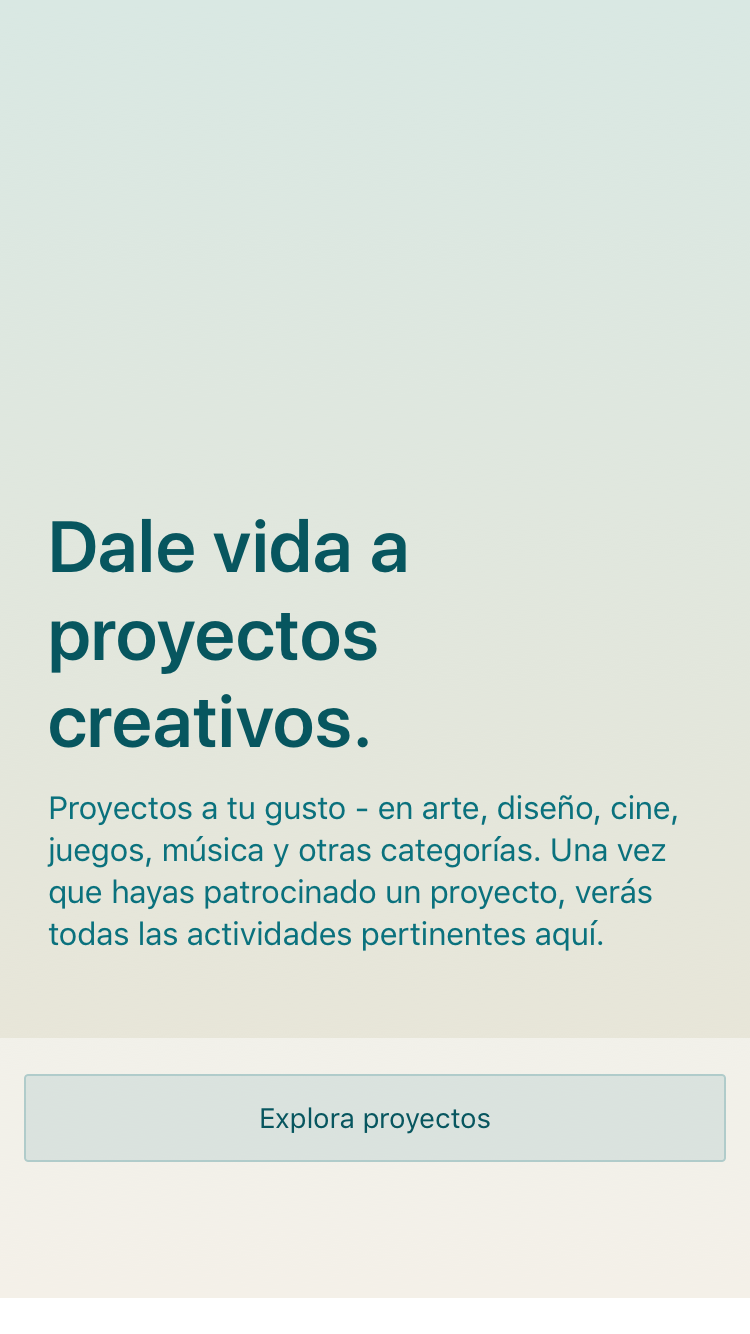 Dale vida a
proyectos
creativos.
Proyectos a tu gusto - en arte, diseño, cine,
juegos, música y otras categorías. Una vez
que hayas patrocinado un proyecto, verás
todas las actividades pertinentes aquí.
Explora proyectos